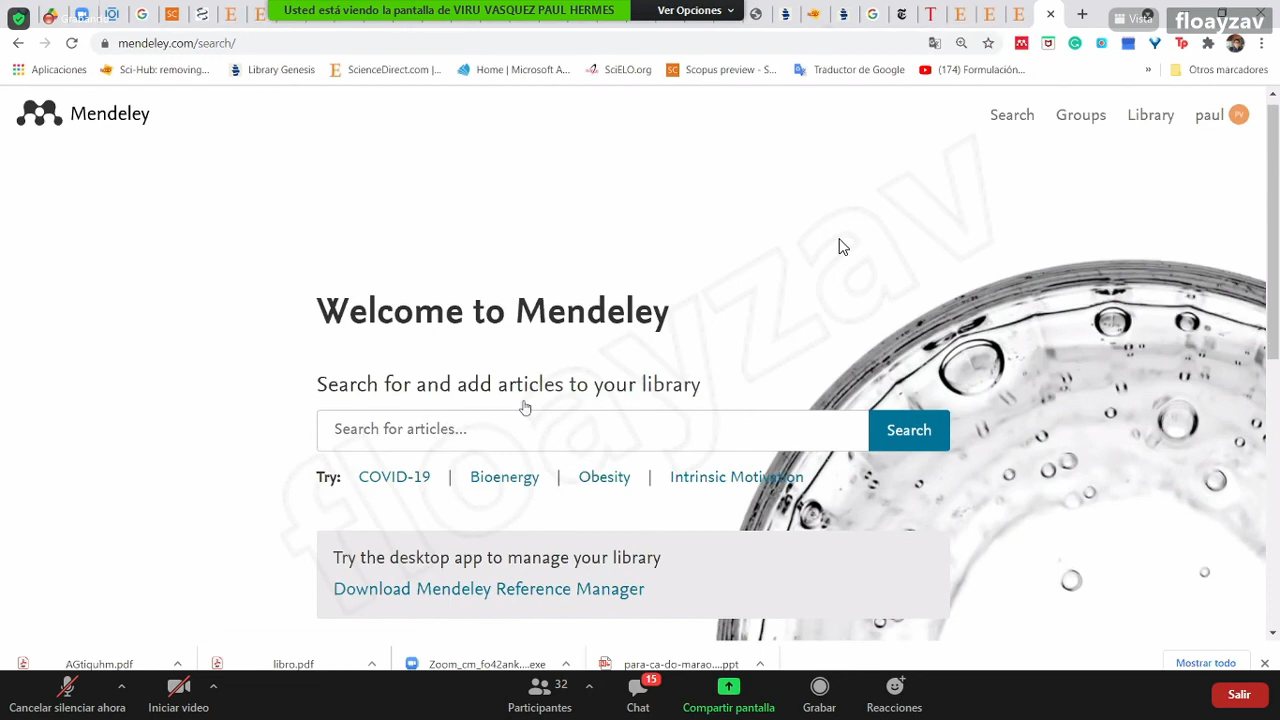 Usted está viendo la pantalla de VIRU VASQUEZ PAUL HERMES
Ver Opciones
Vista
floayzav
mendeley.com/search/
Aplicaciones
Sci-Hub: removing...
Library Genesis
ScienceDirect.com |...
Home | Microsoft A...
SciELO.org
Scopus preview - S...
Traductor de Google
(174) Formulación...
»
Otros marcadores
Mendeley
Search
Groups
Library
paul
PV
floayzav
Welcome to Mendeley
Search for and add articles to your library
Search for articles...
Search
Try: COVID-19 | Bioenergy | Obesity | Intrinsic Motivation
Try the desktop app to manage your library
Download Mendeley Reference Manager
AGtiquhm.pdf
libro.pdf
Zoom_cm_fo42ank....exe
para-ca-do-marao....ppt
Mostrar todo
Cancelar silenciar ahora
Iniciar video
32
Participantes
15
Chat
Compartir pantalla
Grabar
Reacciones
Salir